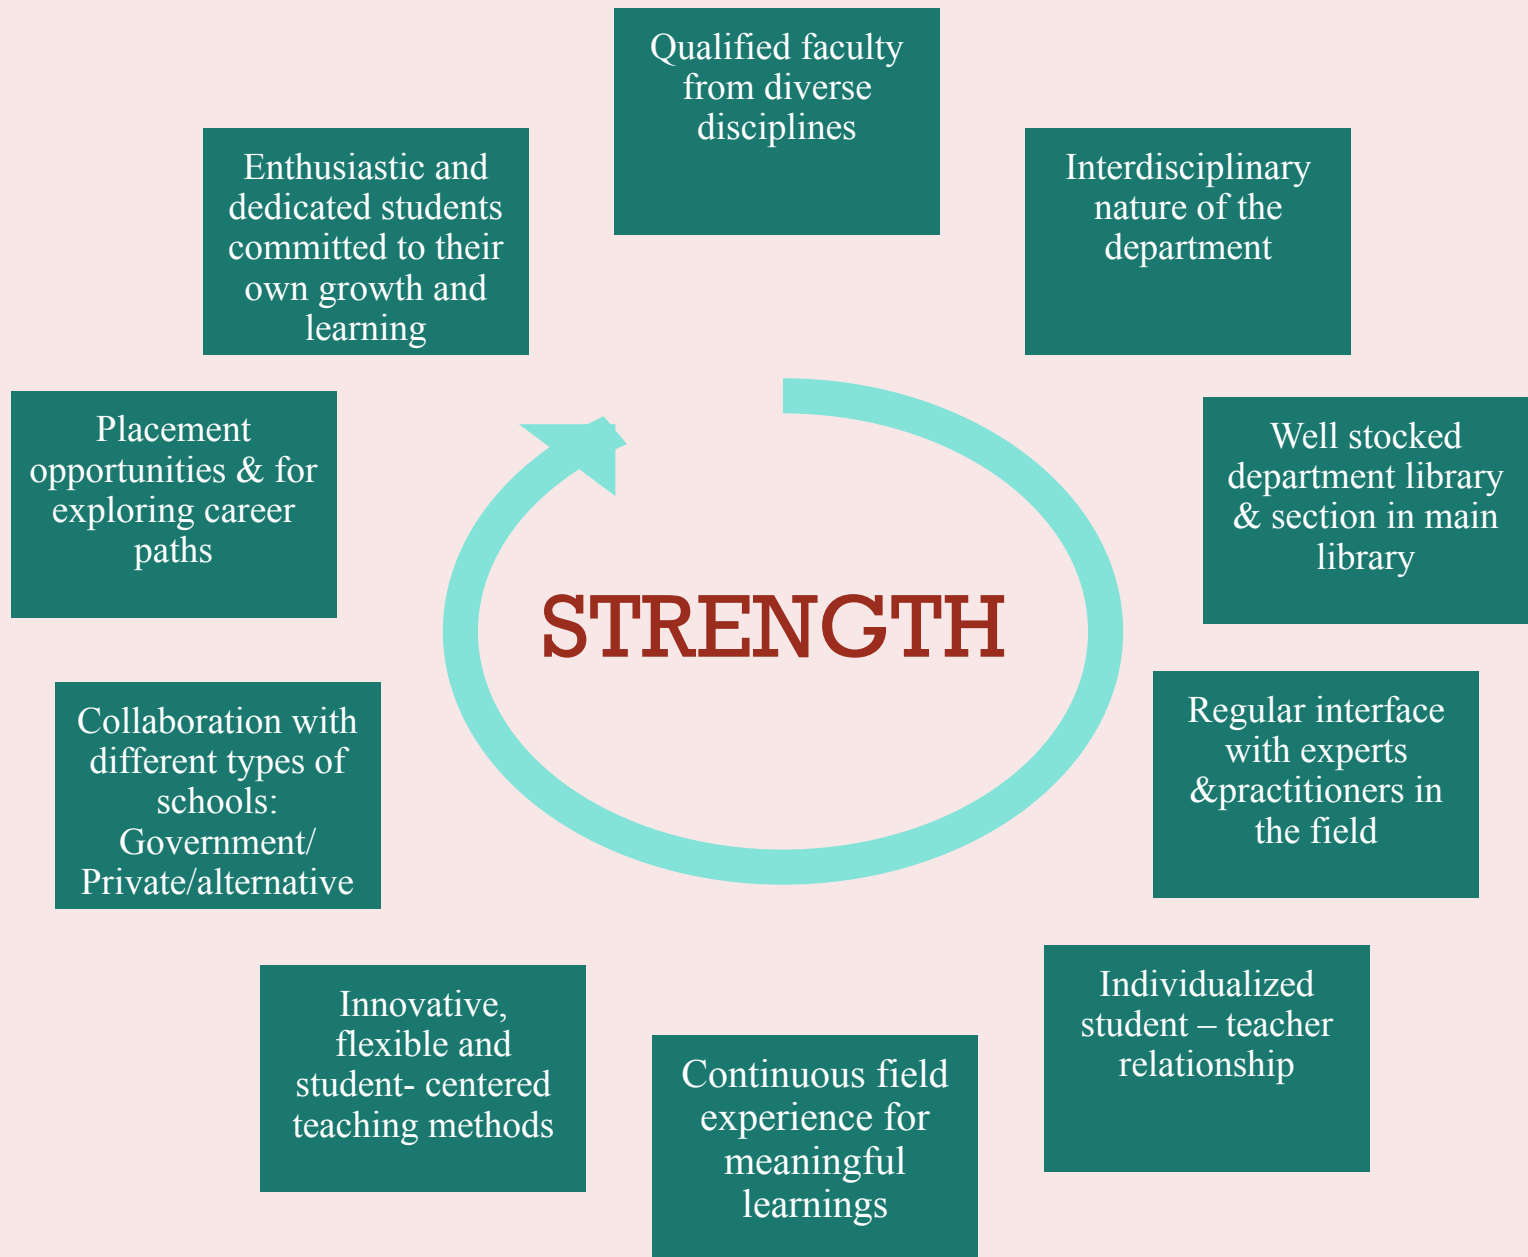 Qualified faculty
from diverse
disciplines
Interdisciplinary
nature of the
department
Well stocked
department library
& section in main
library
Regular interface
with experts
&practitioners in
the field
Individualized
student – teacher
relationship
Continuous field
experience for
meaningful
learnings
Innovative,
flexible and
student- centered
teaching methods
Collaboration with
different types of
schools:
Government/
Private/alternative
Placement
opportunities & for
exploring career
paths
Enthusiastic and
dedicated students
committed to their
own growth and
learning
STRENGTH